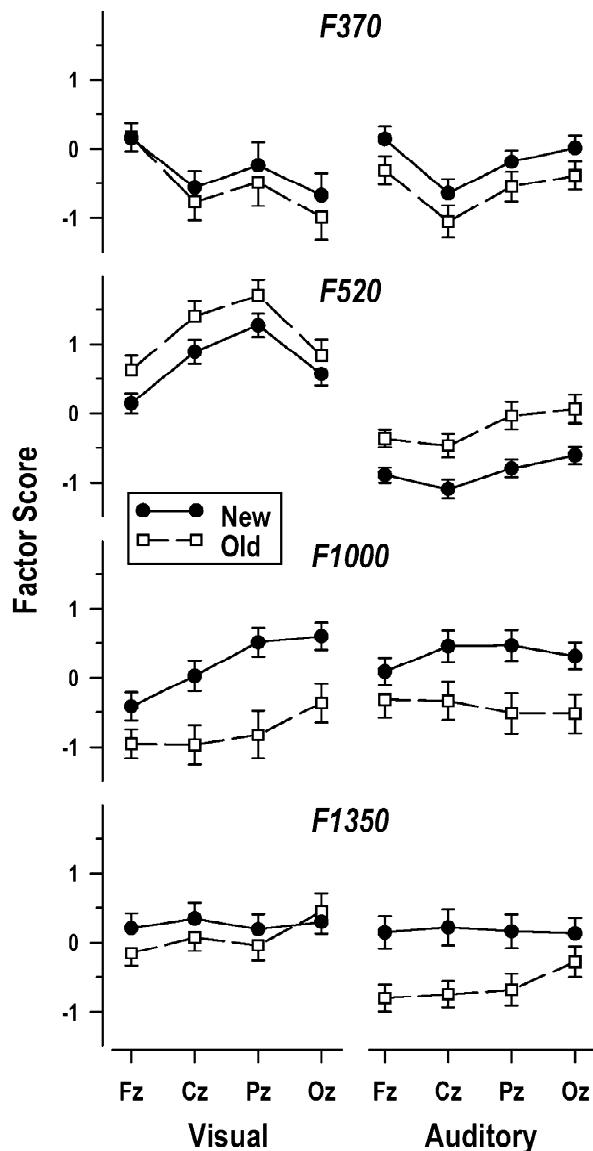 F370
1
0
-1
F520
1
0
-1
New
Old
F1000
1
0
-1
F1350
1
0
-1
Factor Score
Fz Cz Pz Oz Fz Cz Pz Oz
Visual Auditory